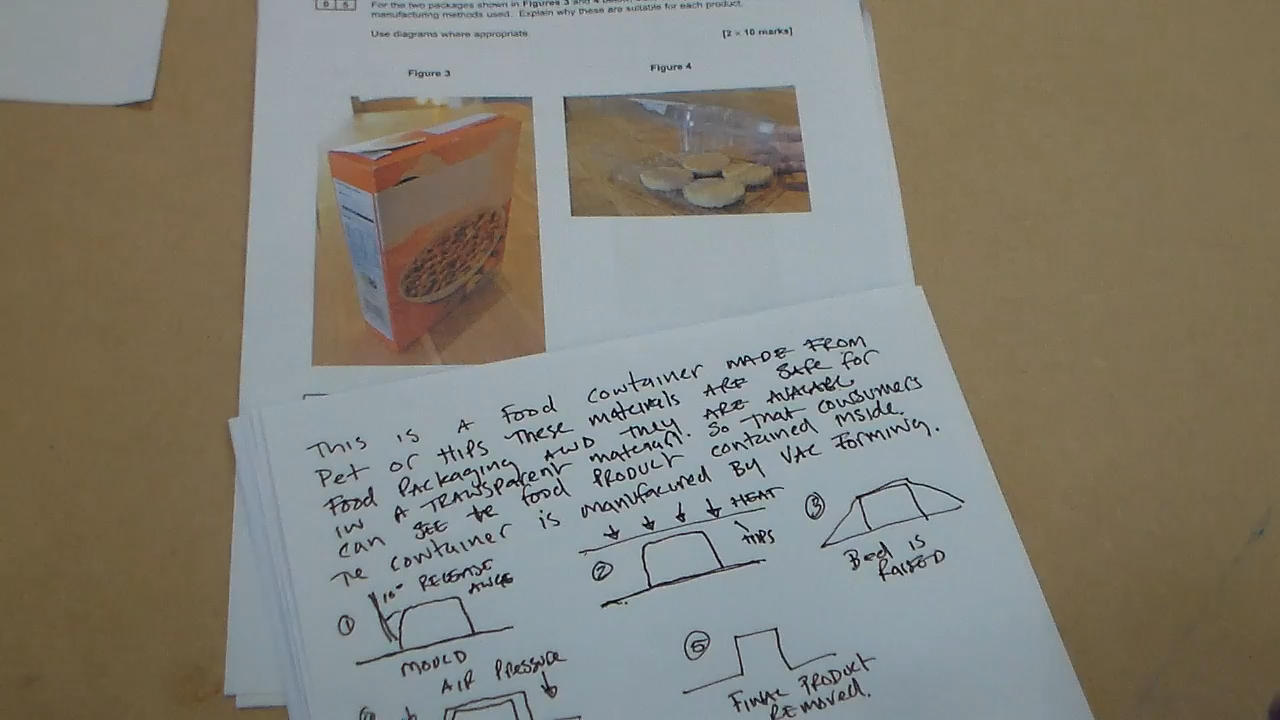 0 5
For the two packages shown in Figures 3 and 4
manufacturing methods used. Explain why these are suitable for each product.
Use diagrams where appropriate.
[2 × 10 marks]
Figure 3
Figure 4
THIS IS A FOOD CONTAINER MADE FROM
PET OR HIPS THESE MATERIALS ARE SAFE FOR
FOOD PACKAGING AND THEY ARE AVAILABLE
IN A TRANSPARENT MATERIAL. SO THAT CONSUMERS
CAN SEE THE FOOD PRODUCT CONTAINED INSIDE.
THE CONTAINER IS MANUFACTURED BY VAC FORMING.
① 10° RELEASE ANGLE
MOULD
② HEAT
HIPS
③ BED IS
RAISED
AIR PRESSURE
⑤ FINAL PRODUCT
REMOVED.